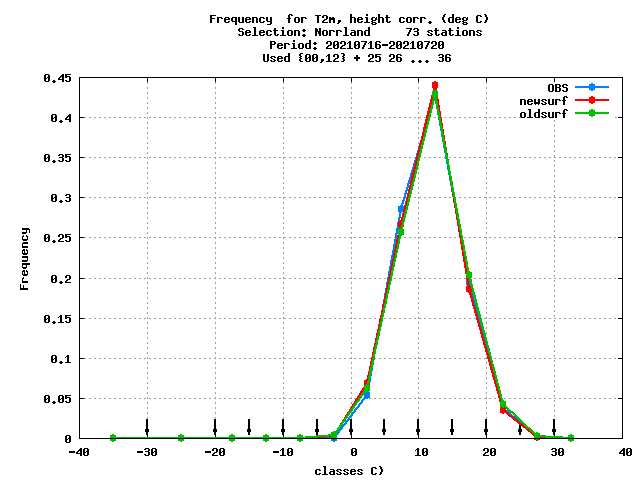 Frequency  for T2m, height corr. (deg C)
Selection: Norrland     73 stations
Period: 20210716-20210720
Used {00,12} + 25 26 ... 36
OBS
newsurf
oldsurf
Frequency
0.45
0.4
0.35
0.3
0.25
0.2
0.15
0.1
0.05
0
-40 -30 -20 -10 0 10 20 30 40
classes C)